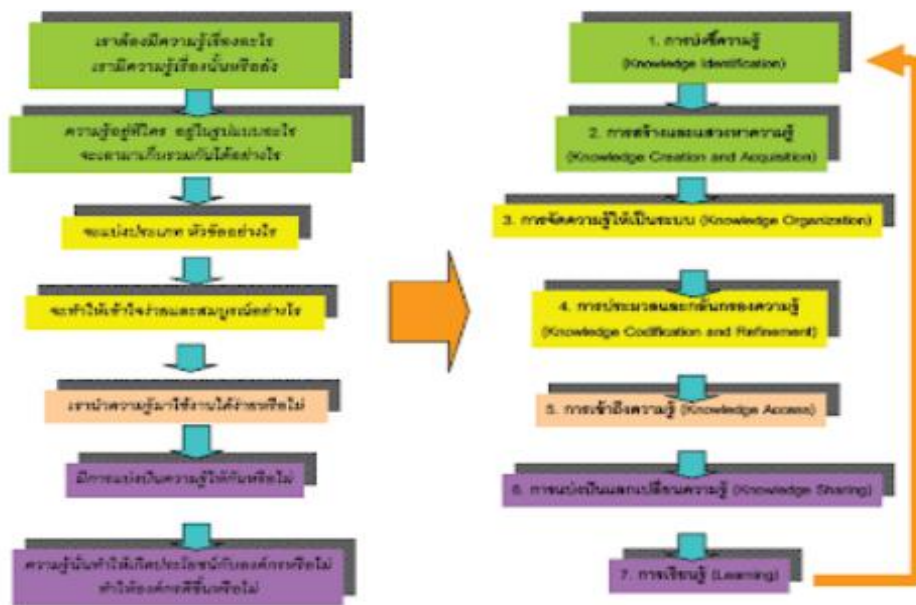 เราต้องมีความรู้เรื่องอะไร
เรามีความรู้เรื่องนั้นหรือยัง
ความรู้อยู่ที่ใคร อยู่ในรูปแบบอะไร
จะเอามาเก็บรวมกันได้อย่างไร
จะแบ่งประเภท หัวข้ออย่างไร
จะทำให้เข้าใจง่ายและสมบูรณ์อย่างไร
เรานำความรู้มาใช้งานได้ง่ายหรือไม่
มีการแบ่งปันความรู้ให้กันหรือไม่
ความรู้นั้นทำให้เกิดประโยชน์กับองค์กรหรือไม่
ทำให้องค์กรดีขึ้นหรือไม่
1. การบ่งชี้ความรู้
(Knowledge Identification)
2. การสร้างและแสวงหาความรู้
(Knowledge Creation and Acquisition)
3. การจัดความรู้ให้เป็นระบบ (Knowledge Organization)
4. การประมวลและกลั่นกรองความรู้
(Knowledge Codification and Refinement)
5. การเข้าถึงความรู้ (Knowledge Access)
6. การแบ่งปันแลกเปลี่ยนความรู้ (Knowledge Sharing)
7. การเรียนรู้ (Learning)